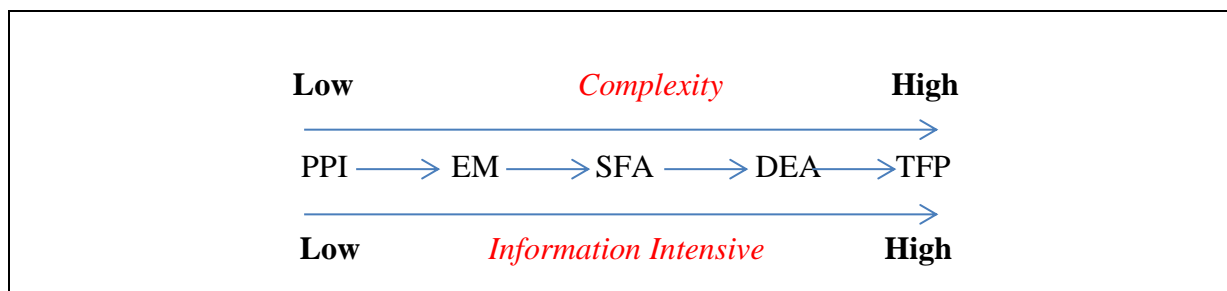 Low Complexity High
PPI EM SFA DEA TFP
Low Information Intensive High